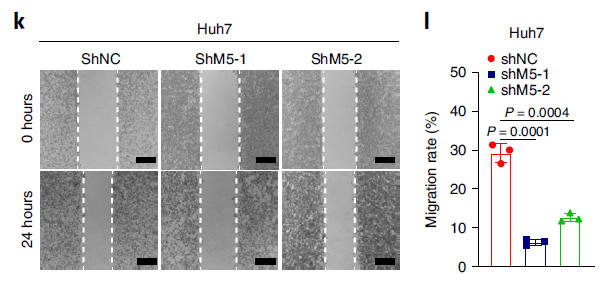 k
Huh7
ShNC ShM5-1 ShM5-2
0 hours
24 hours
l
Huh7
shNC
shM5-1
shM5-2
Migration rate (%)
50
40
30
20
10
0
P = 0.0004
P = 0.0001